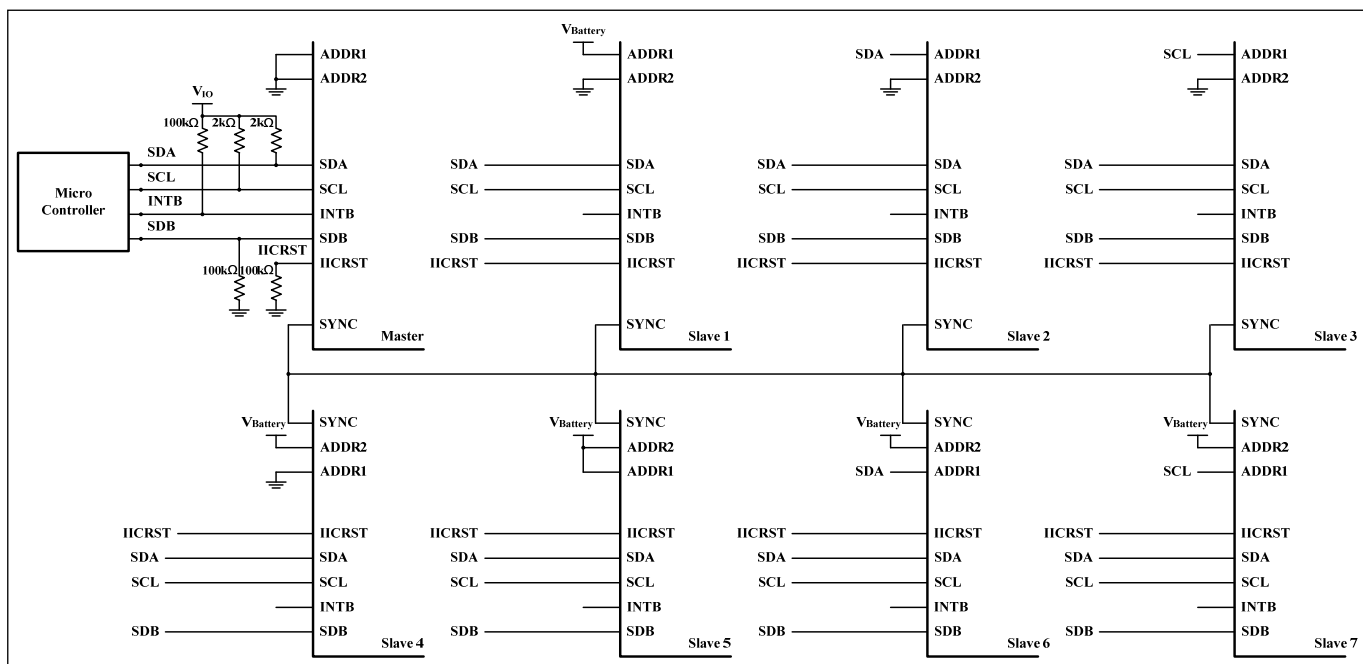 VIO
100kΩ 2kΩ 2kΩ
Micro
Controller
SDA
SCL
INTB
SDB
IICRST
100kΩ 100kΩ
ADDR1
ADDR2
SDA
SCL
INTB
SDB
IICRST
SYNC
Master
VBattery
ADDR1
ADDR2
SDA SDA
SCL SCL
INTB
SDB SDB
IICRST IICRST
SYNC
Slave 1
SDA ADDR1
ADDR2
SDA SDA
SCL SCL
INTB
SDB SDB
IICRST IICRST
SYNC
Slave 2
SCL ADDR1
ADDR2
SDA SDA
SCL SCL
INTB
SDB SDB
IICRST IICRST
SYNC
Slave 3
VBattery
SYNC
ADDR2
ADDR1
IICRST IICRST
SDA SDA
SCL SCL
INTB
SDB SDB
Slave 4
VBattery
SYNC
ADDR2
ADDR1
IICRST IICRST
SDA SDA
SCL SCL
INTB
SDB SDB
Slave 5
VBattery
SYNC
ADDR2
SDA ADDR1
IICRST IICRST
SDA SDA
SCL SCL
INTB
SDB SDB
Slave 6
VBattery
SYNC
ADDR2
SCL ADDR1
IICRST IICRST
SDA SDA
SCL SCL
INTB
SDB SDB
Slave 7